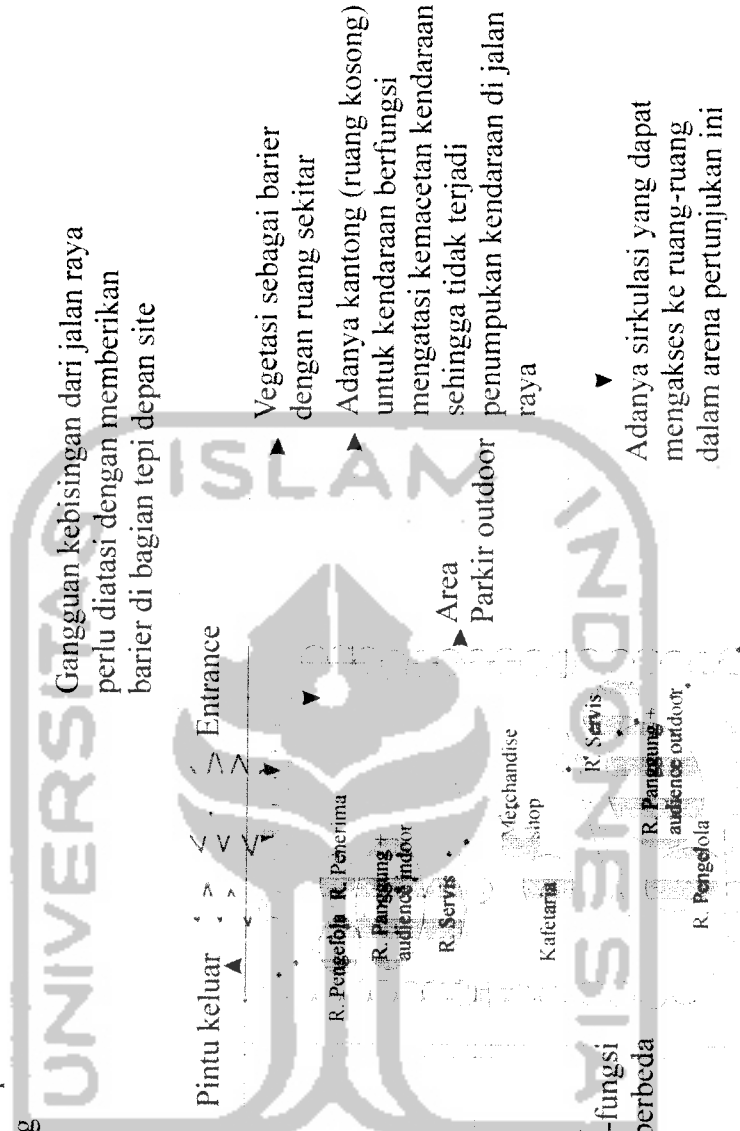 Gangguan kebisingan dari jalan raya
perlu diatasi dengan memberikan
barier di bagian tepi depan site
Pintu keluar
Entrance
Vegetasi sebagai barier
dengan ruang sekitar
Adanya kantong (ruang kosong)
untuk kendaraan berfungsi
mengatasi kemacetan kendaraan
sehingga tidak terjadi
penumpukan kendaraan di jalan
raya
R. Pengelola R. Penerima
R. Panggung +
audience indoor
R. Servis
Merchandise
shop
Kafetaria
Area
Parkir outdoor
R. Servis
R. Panggung +
audience outdoor
R. Pengelola
Adanya sirkulasi yang dapat
mengakses ke ruang-ruang
dalam arena pertunjukan ini
-fungsi
berbeda
g
UNIVERSITAS
ISLAM
INDONESIA